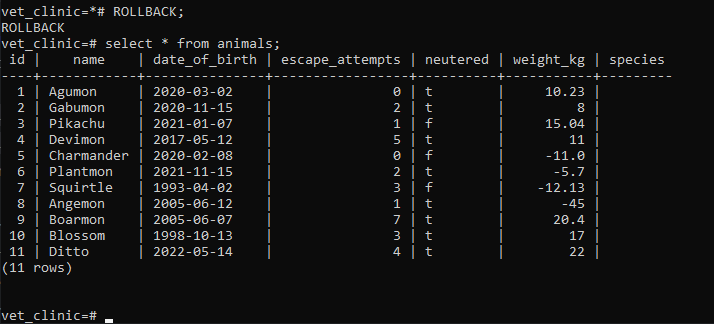 vet_clinic=*# ROLLBACK;
ROLLBACK
vet_clinic=# select * from animals;
 id |    name    | date_of_birth | escape_attempts | neutered | weight_kg | species
----+------------+---------------+-----------------+----------+-----------+---------
  1 | Agumon     | 2020-03-02    |               0 | t        |     10.23 |
  2 | Gabumon    | 2020-11-15    |               2 | t        |         8 |
  3 | Pikachu    | 2021-01-07    |               1 | f        |     15.04 |
  4 | Devimon    | 2017-05-12    |               5 | t        |        11 |
  5 | Charmander | 2020-02-08    |               0 | f        |     -11.0 |
  6 | Plantmon   | 2021-11-15    |               2 | t        |      -5.7 |
  7 | Squirtle   | 1993-04-02    |               3 | f        |    -12.13 |
  8 | Angemon    | 2005-06-12    |               1 | t        |       -45 |
  9 | Boarmon    | 2005-06-07    |               7 | t        |      20.4 |
 10 | Blossom    | 1998-10-13    |               3 | t        |        17 |
 11 | Ditto      | 2022-05-14    |               4 | t        |        22 |
(11 rows)
vet_clinic=# _